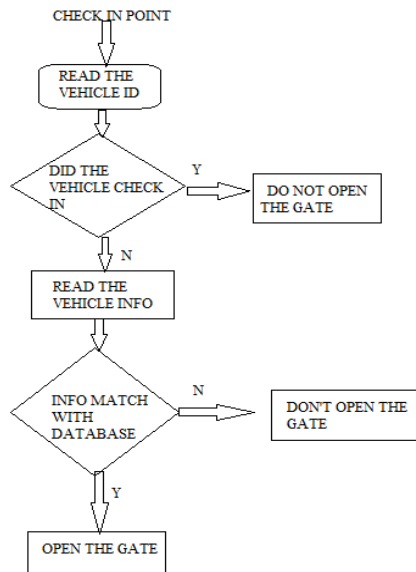 CHECK IN POINT
READ THE
VEHICLE ID
DID THE
VEHICLE CHECK
IN
Y
DO NOT OPEN
THE GATE
N
READ THE
VEHICLE INFO
INFO MATCH
WITH
DATABASE
N
DON'T OPEN THE
GATE
Y
OPEN THE GATE